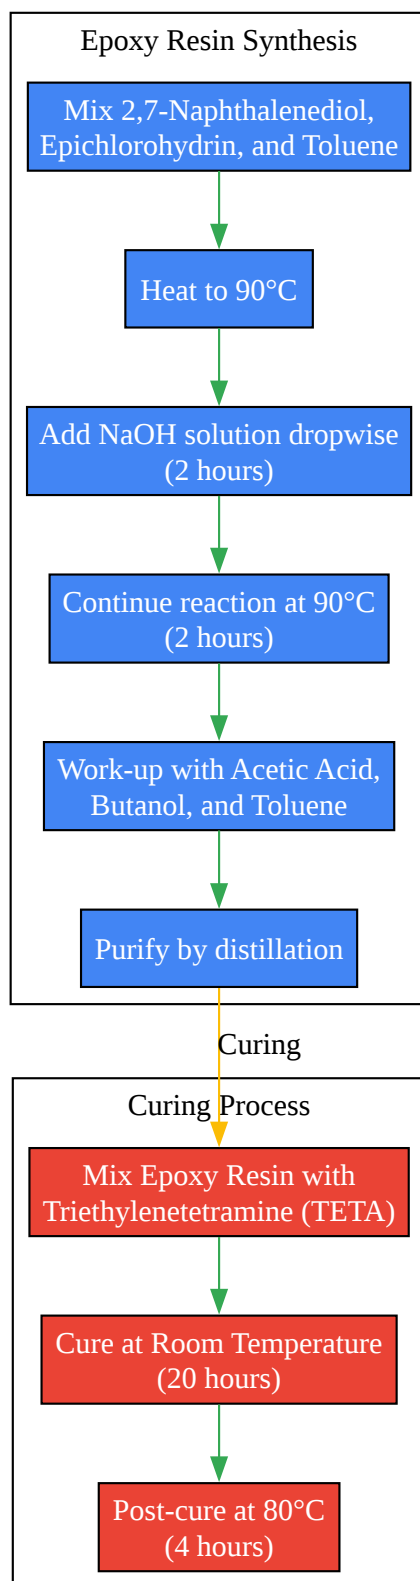 Epoxy Resin Synthesis
Mix 2,7-Naphthalenediol,
Epichlorohydrin, and Toluene
Heat to 90°C
Add NaOH solution dropwise
(2 hours)
Continue reaction at 90°C
(2 hours)
Work-up with Acetic Acid,
Butanol, and Toluene
Purify by distillation
Curing
Curing Process
Mix Epoxy Resin with
Triethylenetetramine (TETA)
Cure at Room Temperature
(20 hours)
Post-cure at 80°C
(4 hours)